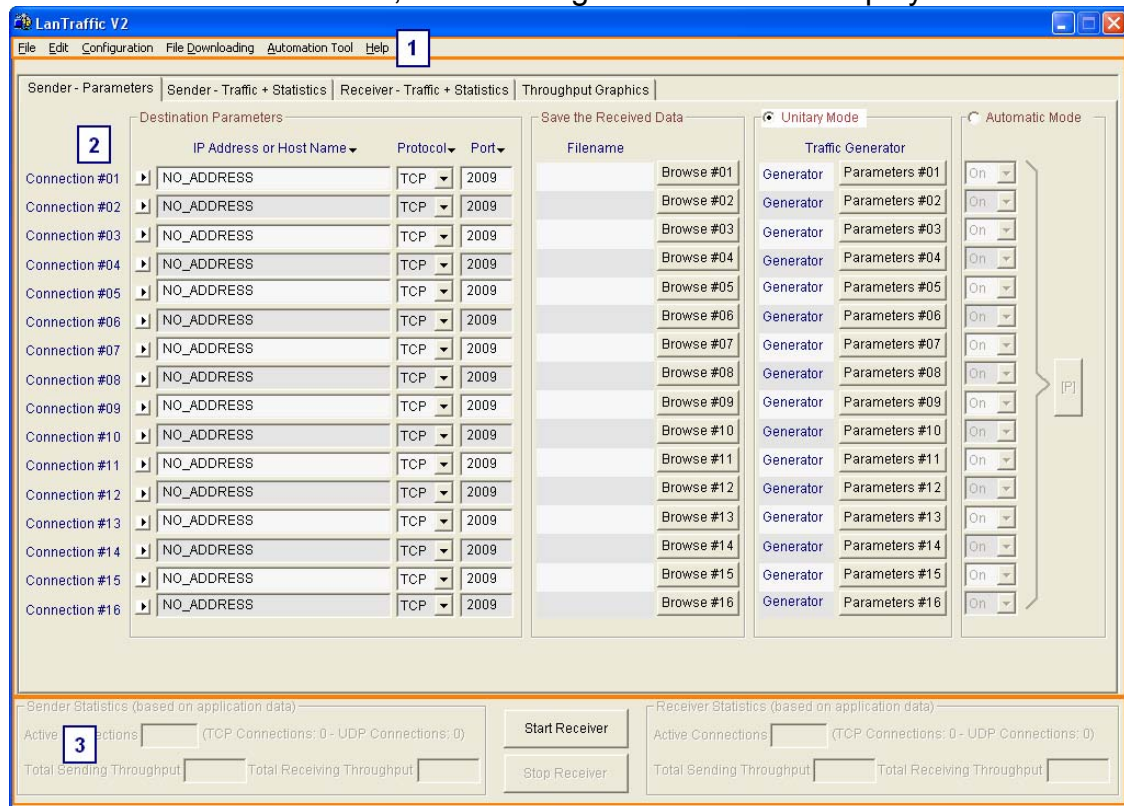 LanTraffic V2
File Edit Configuration File Downloading Automation Tool Help 1
Sender - Parameters Sender - Traffic + Statistics Receiver - Traffic + Statistics Throughput Graphics
Destination Parameters Save the Received Data Unitary Mode Automatic Mode
2 IP Address or Host Name Protocol Port Filename Traffic Generator
Connection #01 NO_ADDRESS TCP 2009 Browse #01 Generator Parameters #01 On
Connection #02 NO_ADDRESS TCP 2009 Browse #02 Generator Parameters #02 On
Connection #03 NO_ADDRESS TCP 2009 Browse #03 Generator Parameters #03 On
Connection #04 NO_ADDRESS TCP 2009 Browse #04 Generator Parameters #04 On
Connection #05 NO_ADDRESS TCP 2009 Browse #05 Generator Parameters #05 On
Connection #06 NO_ADDRESS TCP 2009 Browse #06 Generator Parameters #06 On
Connection #07 NO_ADDRESS TCP 2009 Browse #07 Generator Parameters #07 On
Connection #08 NO_ADDRESS TCP 2009 Browse #08 Generator Parameters #08 On
[P]
Connection #09 NO_ADDRESS TCP 2009 Browse #09 Generator Parameters #09 On
Connection #10 NO_ADDRESS TCP 2009 Browse #10 Generator Parameters #10 On
Connection #11 NO_ADDRESS TCP 2009 Browse #11 Generator Parameters #11 On
Connection #12 NO_ADDRESS TCP 2009 Browse #12 Generator Parameters #12 On
Connection #13 NO_ADDRESS TCP 2009 Browse #13 Generator Parameters #13 On
Connection #14 NO_ADDRESS TCP 2009 Browse #14 Generator Parameters #14 On
Connection #15 NO_ADDRESS TCP 2009 Browse #15 Generator Parameters #15 On
Connection #16 NO_ADDRESS TCP 2009 Browse #16 Generator Parameters #16 On
Sender Statistics (based on application data) Receiver Statistics (based on application data)
Active 3 (TCP Connections: 0 - UDP Connections: 0) Start Receiver Active Connections (TCP Connections: 0 - UDP Connections: 0)
Total Sending Throughput Total Receiving Throughput Stop Receiver Total Sending Throughput Total Receiving Throughput